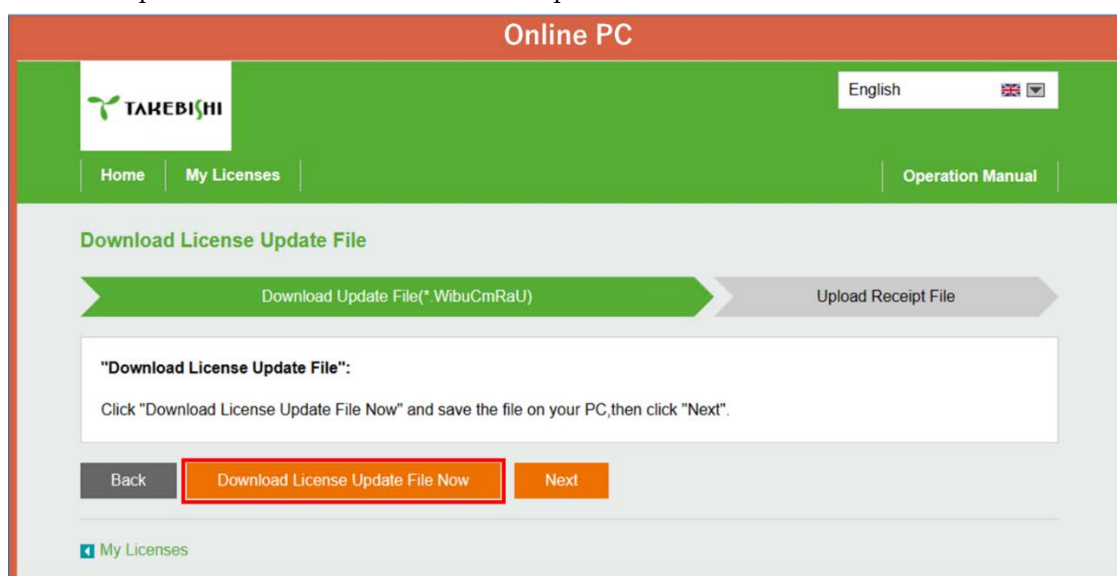 Online PC
TAKEBISHI
English
Home
My Licenses
Operation Manual
Download License Update File
Download Update File(*.WibuCmRaU)
Upload Receipt File
"Download License Update File":
Click "Download License Update File Now" and save the file on your PC,then click "Next".
Back
Download License Update File Now
Next
My Licenses